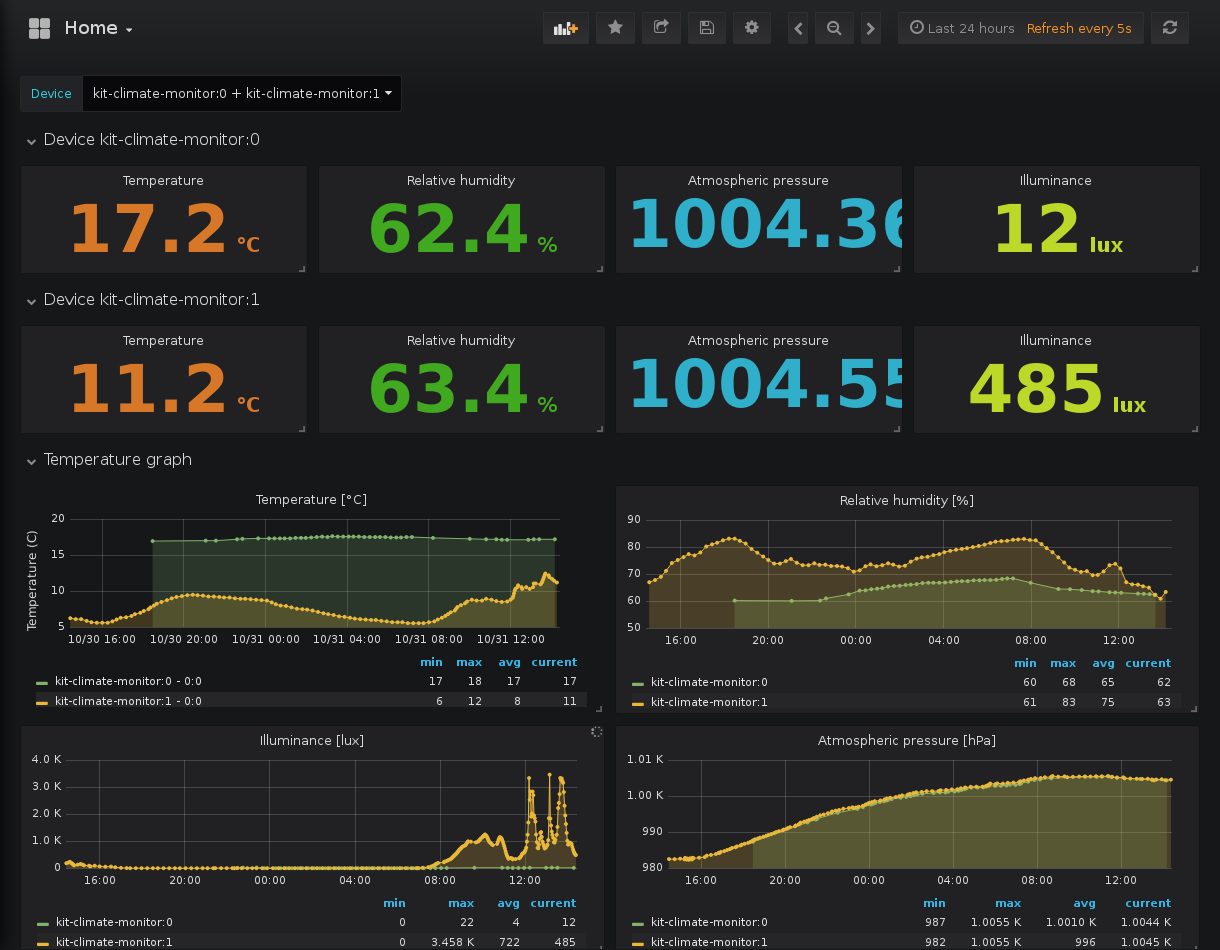 Home
Last 24 hours Refresh every 5s
Device kit-climate-monitor:0 + kit-climate-monitor:1
Device kit-climate-monitor:0
Temperature Relative humidity Atmospheric pressure Illuminance
17.2 °C 62.4 % 1004.36 12 lux
Device kit-climate-monitor:1
Temperature Relative humidity Atmospheric pressure Illuminance
11.2 °C 63.4 % 1004.55 485 lux
Temperature graph
Temperature [°C]
Temperature (C)
20
15
10
5
10/30 16:00 10/30 20:00 10/31 00:00 10/31 04:00 10/31 08:00 10/31 12:00
min max avg current
kit-climate-monitor:0 - 0:0 17 18 17 17
kit-climate-monitor:1 - 0:0 6 12 8 11
Relative humidity [%]
90
80
70
60
50
16:00 20:00 00:00 04:00 08:00 12:00
min max avg current
kit-climate-monitor:0 60 68 65 62
kit-climate-monitor:1 61 83 75 63
Illuminance [lux]
4.0 K
3.0 K
2.0 K
1.0 K
0
16:00 20:00 00:00 04:00 08:00 12:00
min max avg current
kit-climate-monitor:0 0 22 4 12
kit-climate-monitor:1 0 3.458 K 722 485
Atmospheric pressure [hPa]
1.01 K
1.00 K
990
980
16:00 20:00 00:00 04:00 08:00 12:00
min max avg current
kit-climate-monitor:0 987 1.0055 K 1.0010 K 1.0044 K
kit-climate-monitor:1 982 1.0055 K 996 1.0045 K